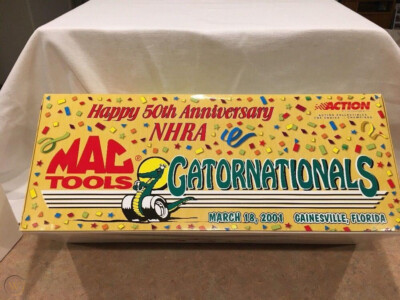 Happy 50th Anniversary
NHRA
ACTION
MAC
TOOLS
GATORNATIONALS
MARCH 18, 2001 GAINESVILLE, FLORIDA